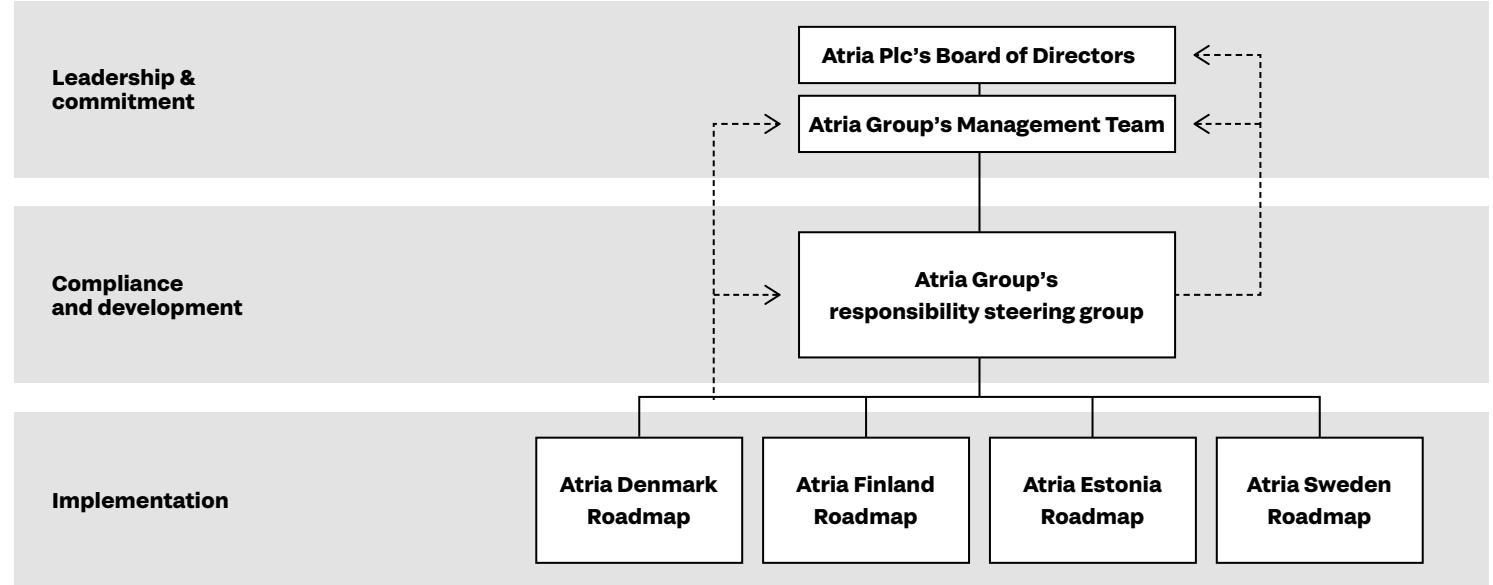 Leadership &
commitment
Atria Plc’s Board of Directors
Atria Group’s Management Team
Compliance
and development
Atria Group’s
responsibility steering group
Implementation
Atria Denmark
Roadmap
Atria Finland
Roadmap
Atria Estonia
Roadmap
Atria Sweden
Roadmap